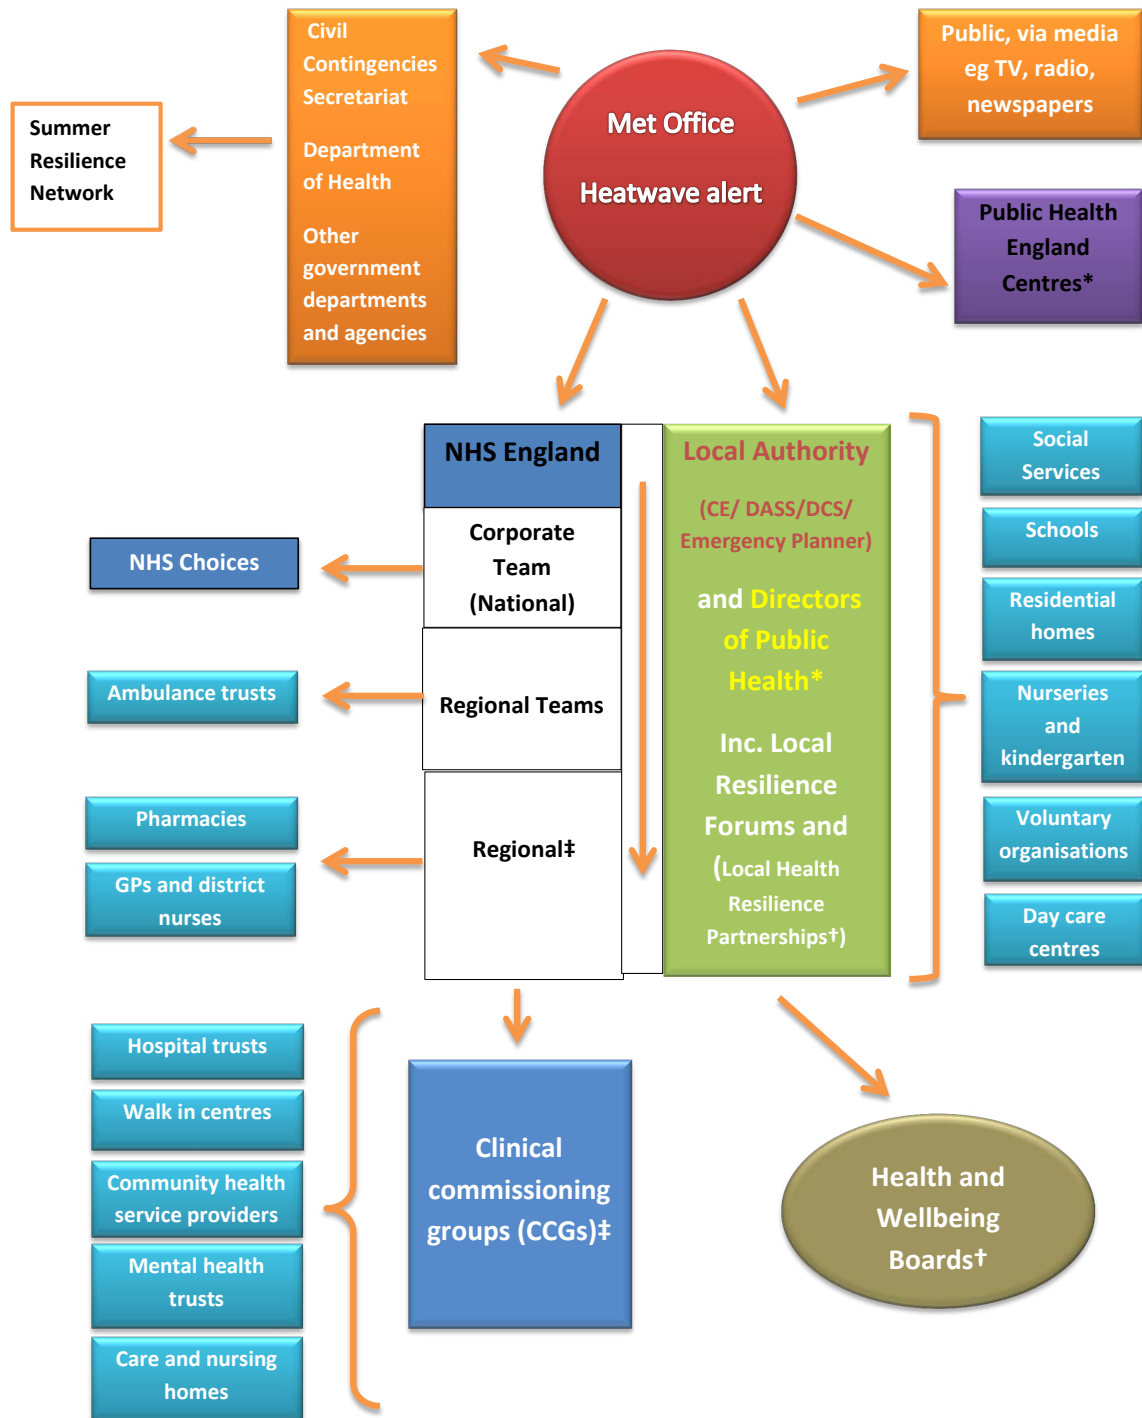 Civil
Contingencies
Secretariat
Department
of Health
Other
government
departments
and agencies
Summer
Resilience
Network
Met Office
Heatwave alert
Public, via media
eg TV, radio,
newspapers
Public Health
England
Centres*
NHS England
Corporate
Team
(National)
Regional Teams
Regional‡
NHS Choices
Ambulance trusts
Pharmacies
GPs and district
nurses
Local Authority
(CE/ DASS/DCS/
Emergency Planner)
and Directors
of Public
Health*
Inc. Local
Resilience
Forums and
(Local Health
Resilience
Partnerships†)
Social
Services
Schools
Residential
homes
Nurseries
and
kindergarten
Voluntary
organisations
Day care
centres
Hospital trusts
Walk in centres
Community health
service providers
Mental health
trusts
Care and nursing
homes
Clinical
commissioning
groups (CCGs)‡
Health and
Wellbeing
Boards†